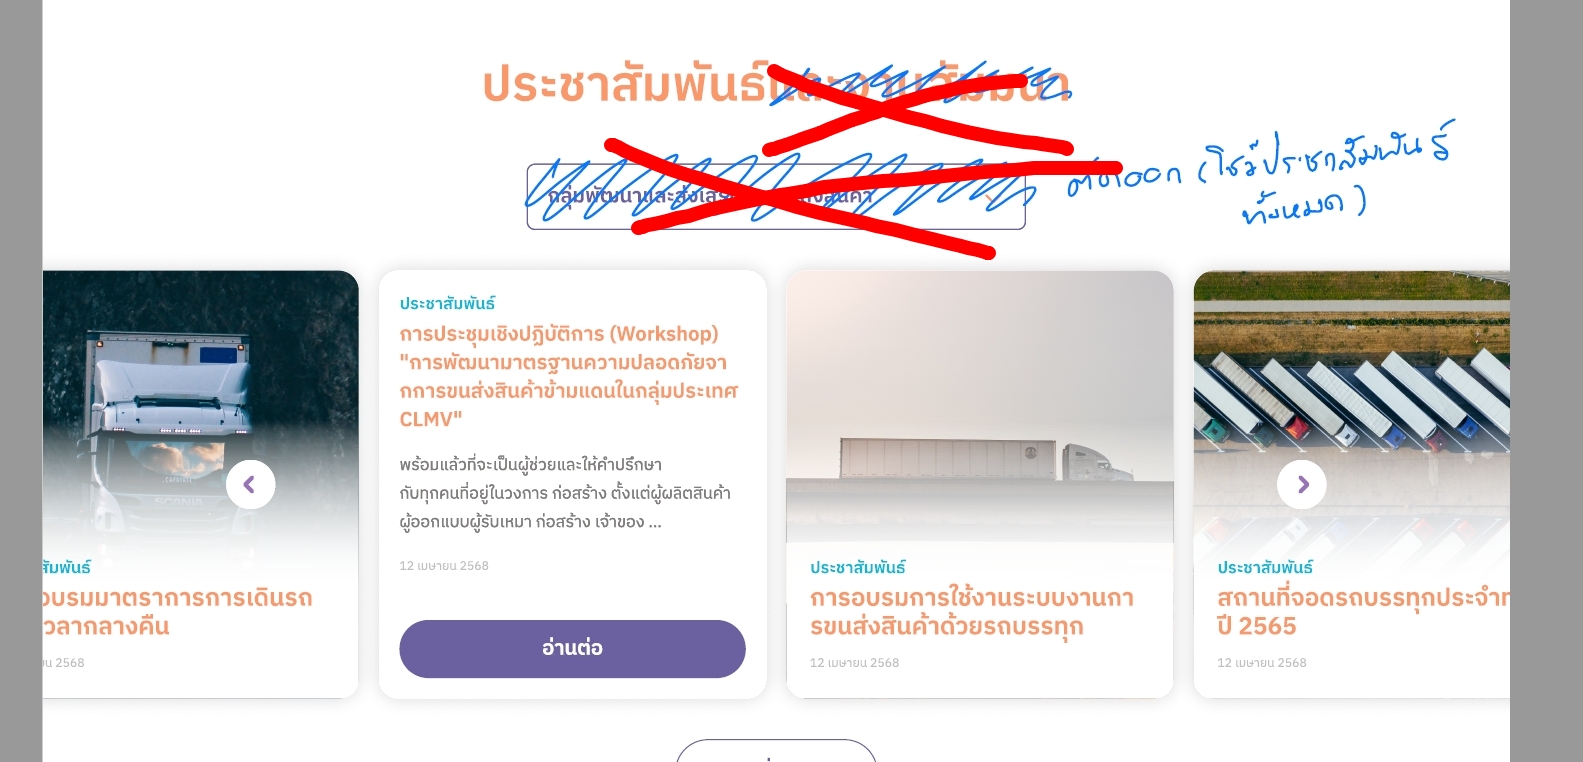 ประชาสัมพันธ์และงานสัมมนา
กลุ่มพัฒนาและส่งเสริ
ตัดออก (โชว์ประชาสัมพันธ์
ทั้งหมด)
สัมพันธ์
อบรมมาตราการการเดินรถ
วลากลางคืน
ยน 2568
ประชาสัมพันธ์
การประชุมเชิงปฏิบัติการ (Workshop)
"การพัฒนามาตรฐานความปลอดภัยจา
กการขนส่งสินค้าข้ามแดนในกลุ่มประเทศ
CLMV"
พร้อมแล้วที่จะเป็นผู้ช่วยและให้คำปรึกษา
กับทุกคนที่อยู่ในวงการ ก่อสร้าง ตั้งแต่ผู้ผลิตสินค้า
ผู้ออกแบบผู้รับเหมา ก่อสร้าง เจ้าของ ...
12 เมษายน 2568
อ่านต่อ
ประชาสัมพันธ์
การอบรมการใช้งานระบบงานกา
รขนส่งสินค้าด้วยรถบรรทุก
12 เมษายน 2568
ประชาสัมพันธ์
สถานที่จอดรถบรรทุกประจำ
ปี 2565
12 เมษายน 2568
SCANIA